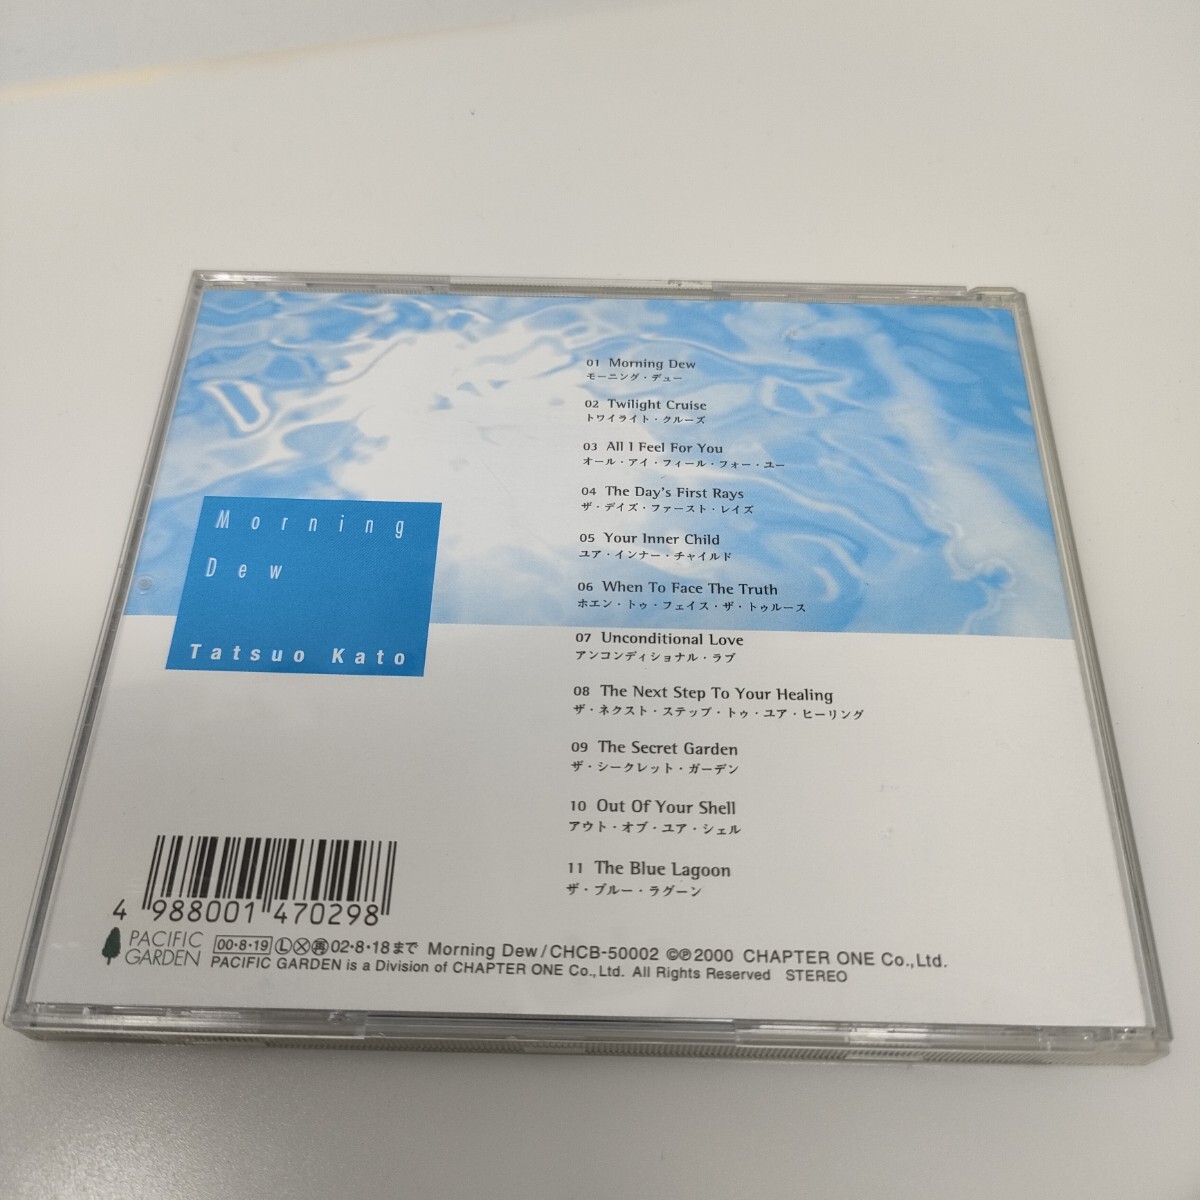 01 Morning Dew
モーニング・デュー
02 Twilight Cruise
トワイライト・クルーズ
03 All I Feel For You
オール・アイ・フィール・フォー・ユー
04 The Day's First Rays
ザ・デイズ・ファースト・レイズ
05 Your Inner Child
ユア・インナー・チャイルド
06 When To Face The Truth
ホエン・トゥ・フェイス・ザ・トゥルース
07 Unconditional Love
アンコンディショナル・ラブ
08 The Next Step To Your Healing
ザ・ネクスト・ステップ・トゥ・ユア・ヒーリング
09 The Secret Garden
ザ・シークレット・ガーデン
10 Out Of Your Shell
アウト・オブ・ユア・シェル
11 The Blue Lagoon
ザ・ブルー・ラグーン
Morning
Dew
Tatsuo Kato
4 988001 470298
PACIFIC
GARDEN
00・8・19 Ⓛ Ⓧ 再 02・8・18まで Morning Dew/CHCB-50002 ©℗2000 CHAPTER ONE Co.,Ltd.
PACIFIC GARDEN is a Division of CHAPTER ONE Co., Ltd. All Rights Reserved STEREO